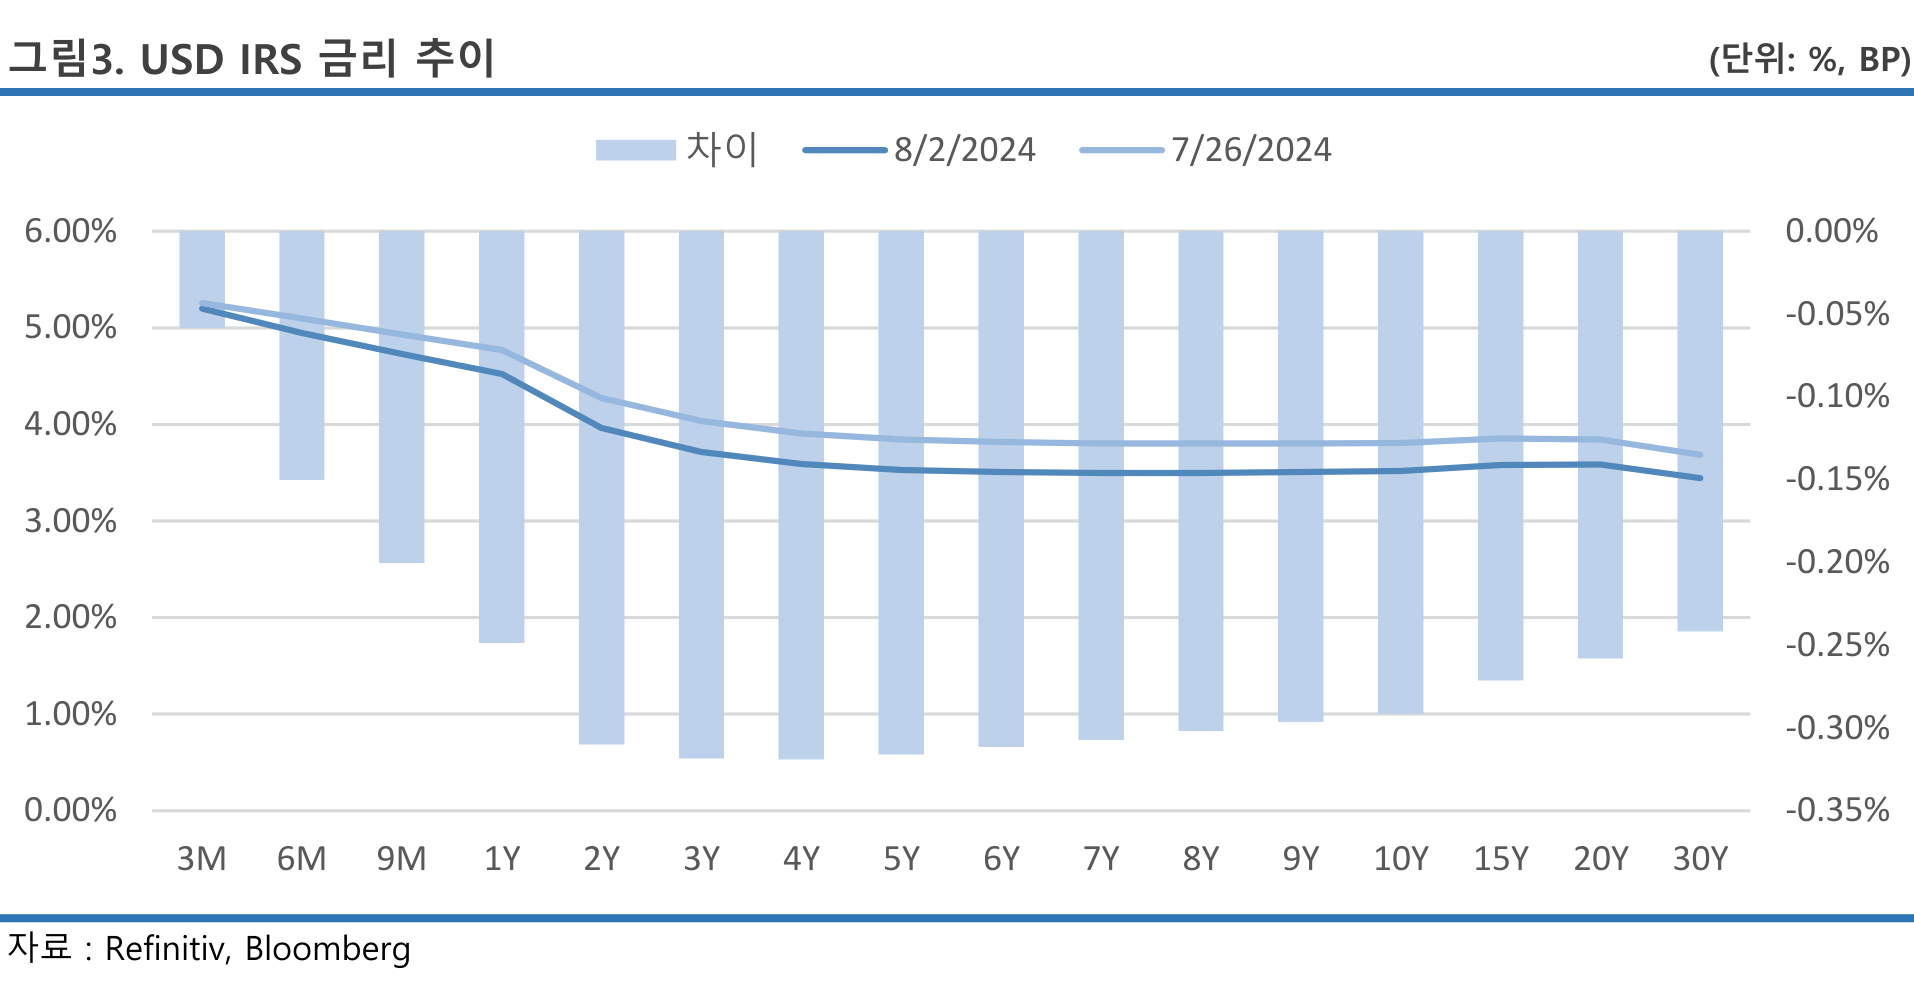 그림3. USD IRS 금리 추이 (단위: %, BP)
차이 8/2/2024 7/26/2024
6.00% 0.00%
5.00% -0.05%
4.00% -0.10%
-0.15%
3.00% -0.20%
2.00% -0.25%
1.00% -0.30%
0.00% -0.35%
3M 6M 9M 1Y 2Y 3Y 4Y 5Y 6Y 7Y 8Y 9Y 10Y 15Y 20Y 30Y
자료 : Refinitiv, Bloomberg